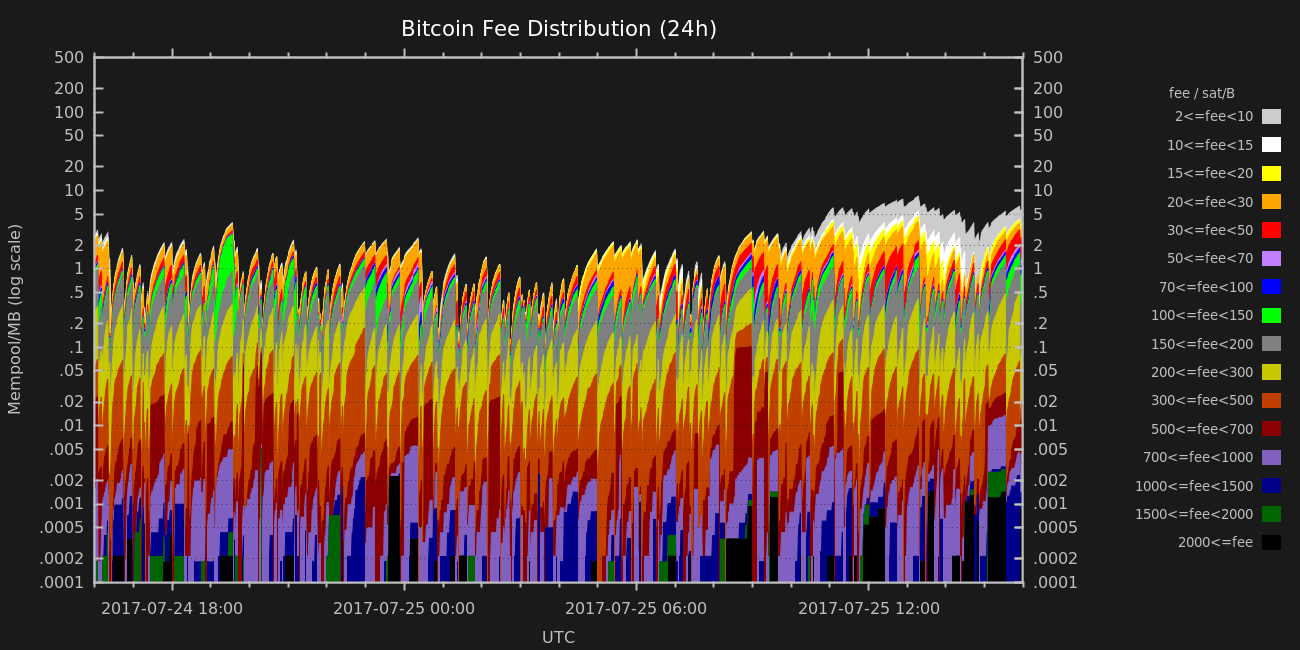 Bitcoin Fee Distribution (24h)
500 500
200 200
100 100
50 50
20 20
10 10
5 5
2 2
1 1
.5 .5
.2 .2
.1 .1
.05 .05
.02 .02
.01 .01
.005 .005
.002 .002
.001 .001
.0005 .0005
.0002 .0002
.0001 .0001
Mempool/MB (log scale)
2017-07-24 18:00 2017-07-25 00:00 2017-07-25 06:00 2017-07-25 12:00
UTC
fee / sat/B
2<=fee<10
10<=fee<15
15<=fee<20
20<=fee<30
30<=fee<50
50<=fee<70
70<=fee<100
100<=fee<150
150<=fee<200
200<=fee<300
300<=fee<500
500<=fee<700
700<=fee<1000
1000<=fee<1500
1500<=fee<2000
2000<=fee